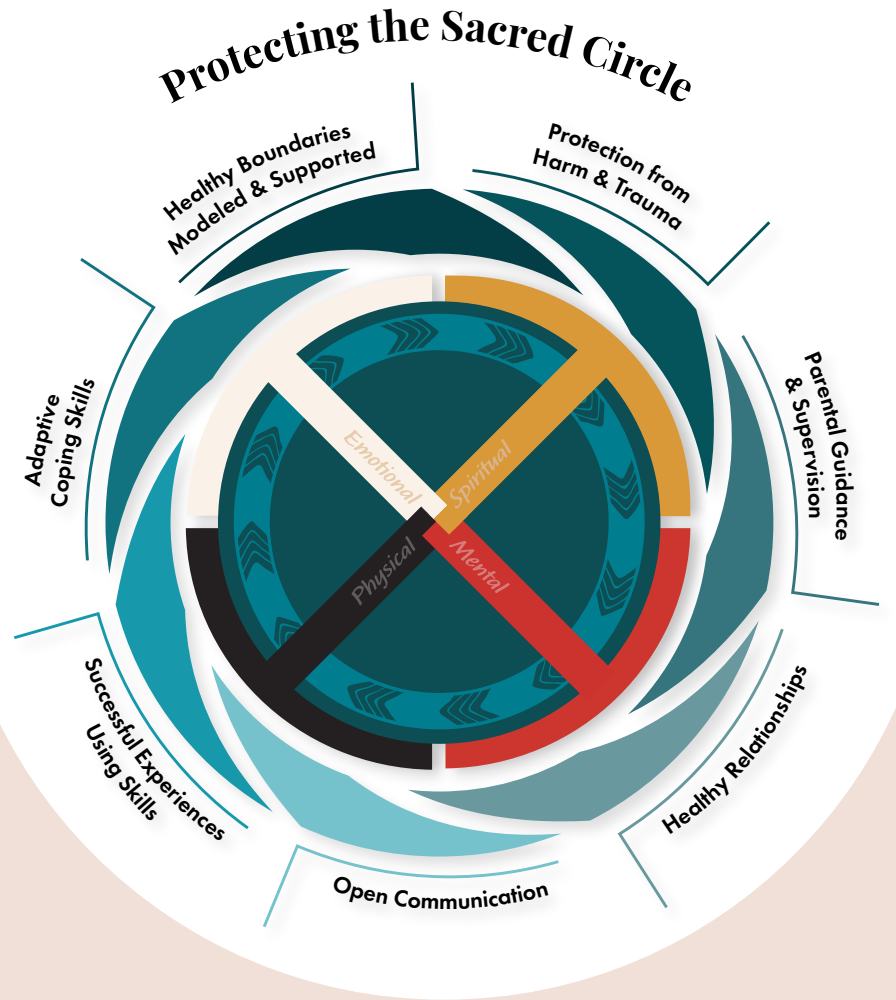 Protecting the Sacred Circle
Healthy Boundaries
Modeled & Supported
Protection from
Harm & Trauma
Parental Guidance
& Supervision
Healthy Relationships
Open Communication
Successful Experiences
Using Skills
Adaptive
Coping Skills
Emotional
Spiritual
Physical
Mental